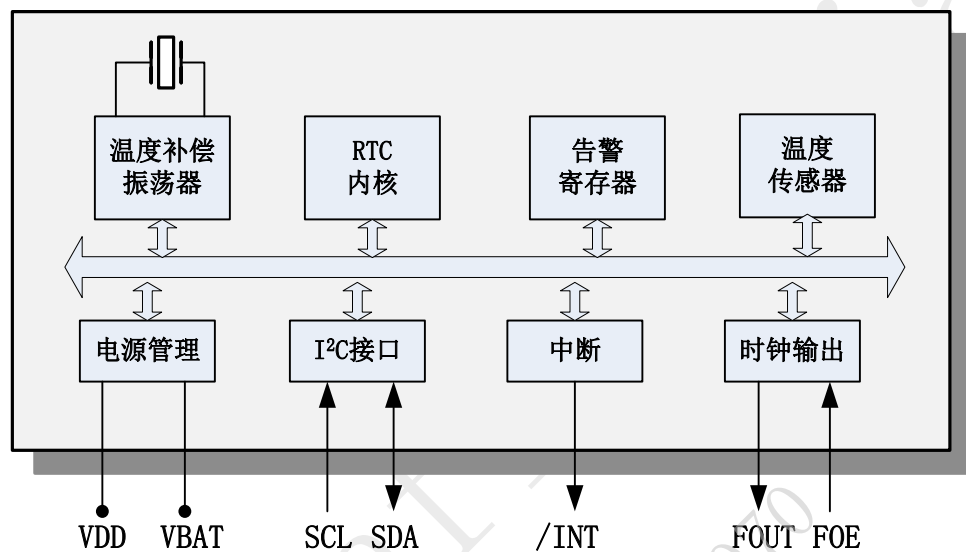 温度补偿
振荡器
RTC
内核
告警
寄存器
温度
传感器
电源管理
I²C接口
中断
时钟输出
VDD VBAT SCL SDA /INT FOUT FOE